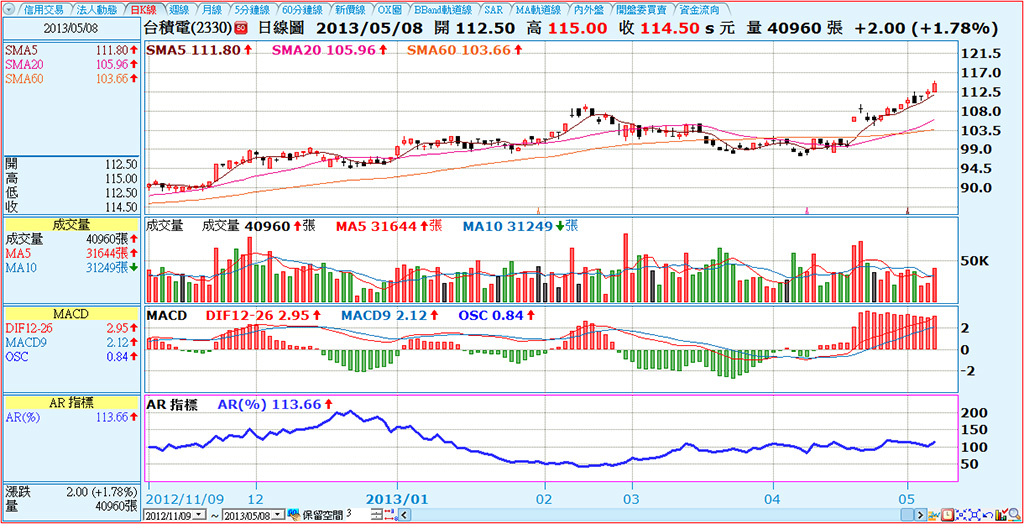 信用交易 法人動態 日K線 週線 月線 5分鐘線 60分鐘線 新價線 OX圖 BBand軌道線 SAR MA軌道線 內外盤 開盤委買賣 資金流向
2013/05/08 台積電(2330) 日線圖 2013/05/08 開 112.50 高 115.00 收 114.50 s 元 量 40960 張 +2.00 (+1.78%)
SMA5 111.80
SMA20 105.96
SMA60 103.66
開 112.50
高 115.00
低 112.50
收 114.50
SMA5 111.80 SMA20 105.96 SMA60 103.66
121.5
117.0
112.5
108.0
103.5
99.0
94.5
90.0
成交量
成交量 40960張
MA5 31644張
MA10 31249張
成交量 成交量 40960 張 MA5 31644 張 MA10 31249 張
50K
MACD
DIF12-26 2.95
MACD9 2.12
OSC 0.84
MACD DIF12-26 2.95 MACD9 2.12 OSC 0.84
2
0
-2
AR 指標
AR(%) 113.66
AR 指標 AR(%) 113.66
200
150
100
50
漲跌 2.00 (+1.78%)
量 40960張
2012/11/09 12 2013/01 02 03 04 05
2012/11/09 ~ 2013/05/08 保留空間 3